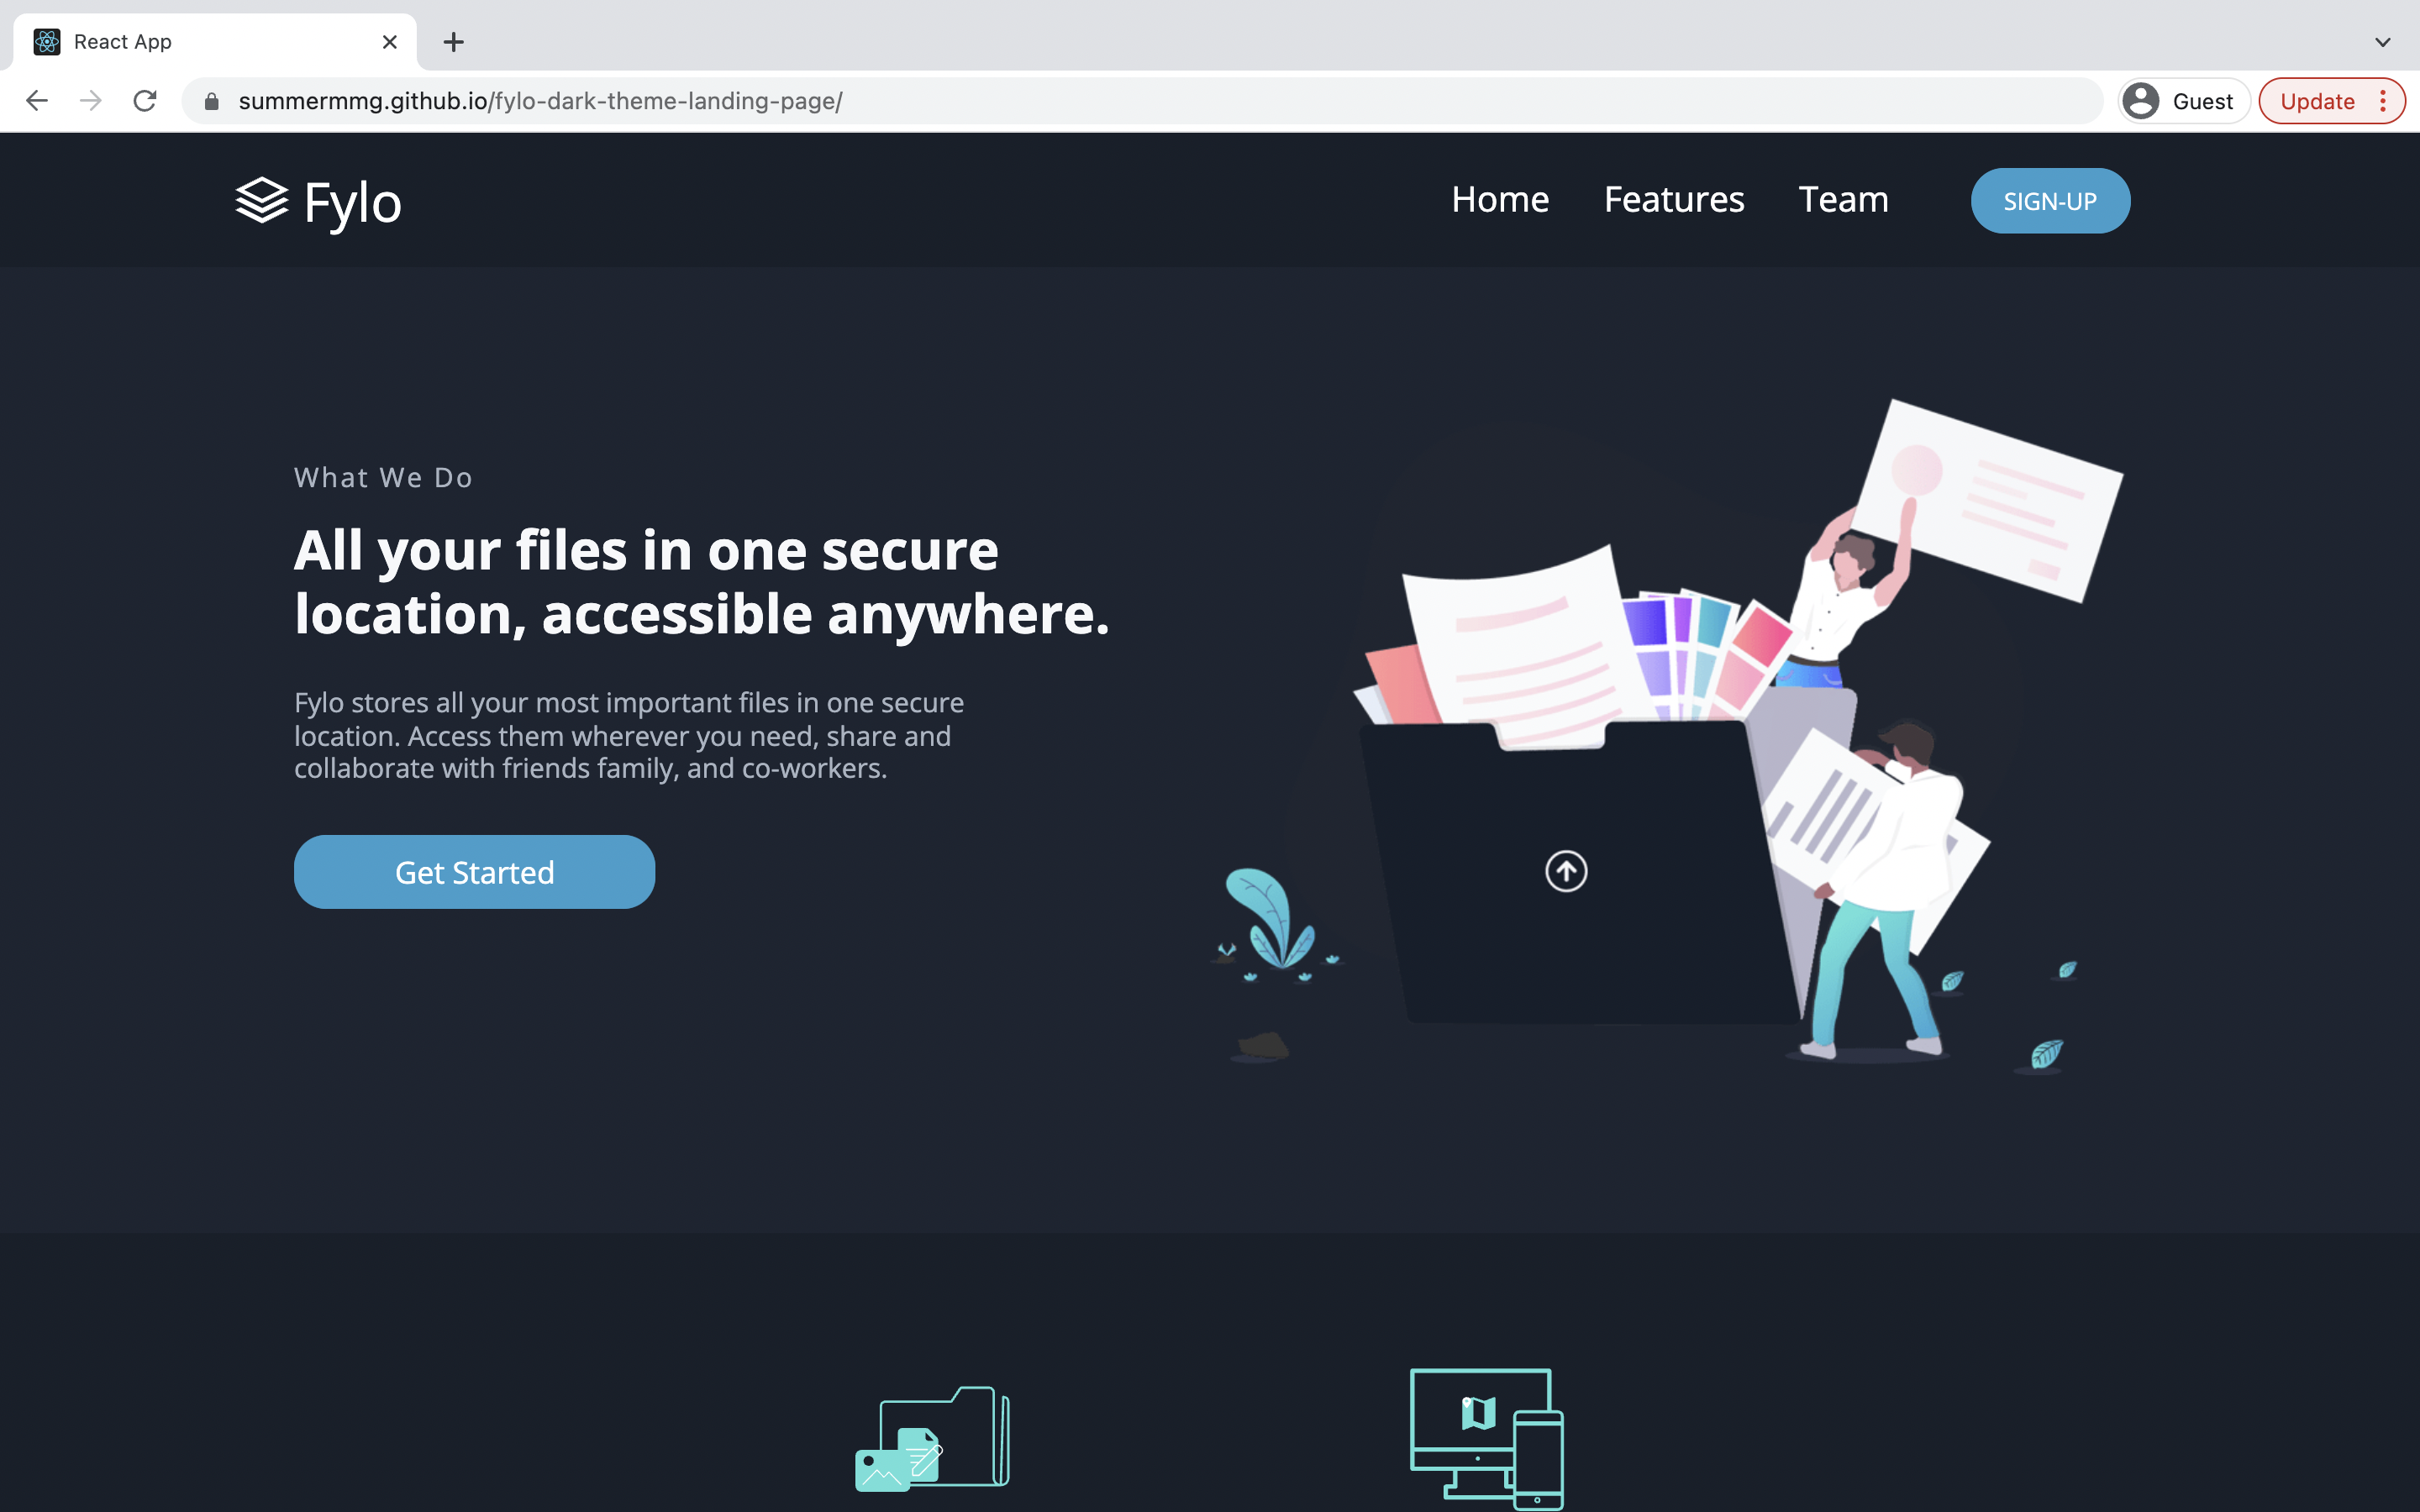 React App
summermmg.github.io/fylo-dark-theme-landing-page/
Guest
Update
Fylo
Home
Features
Team
SIGN-UP
What We Do
All your files in one secure
location, accessible anywhere.
Fylo stores all your most important files in one secure
location. Access them wherever you need, share and
collaborate with friends family, and co-workers.
Get Started